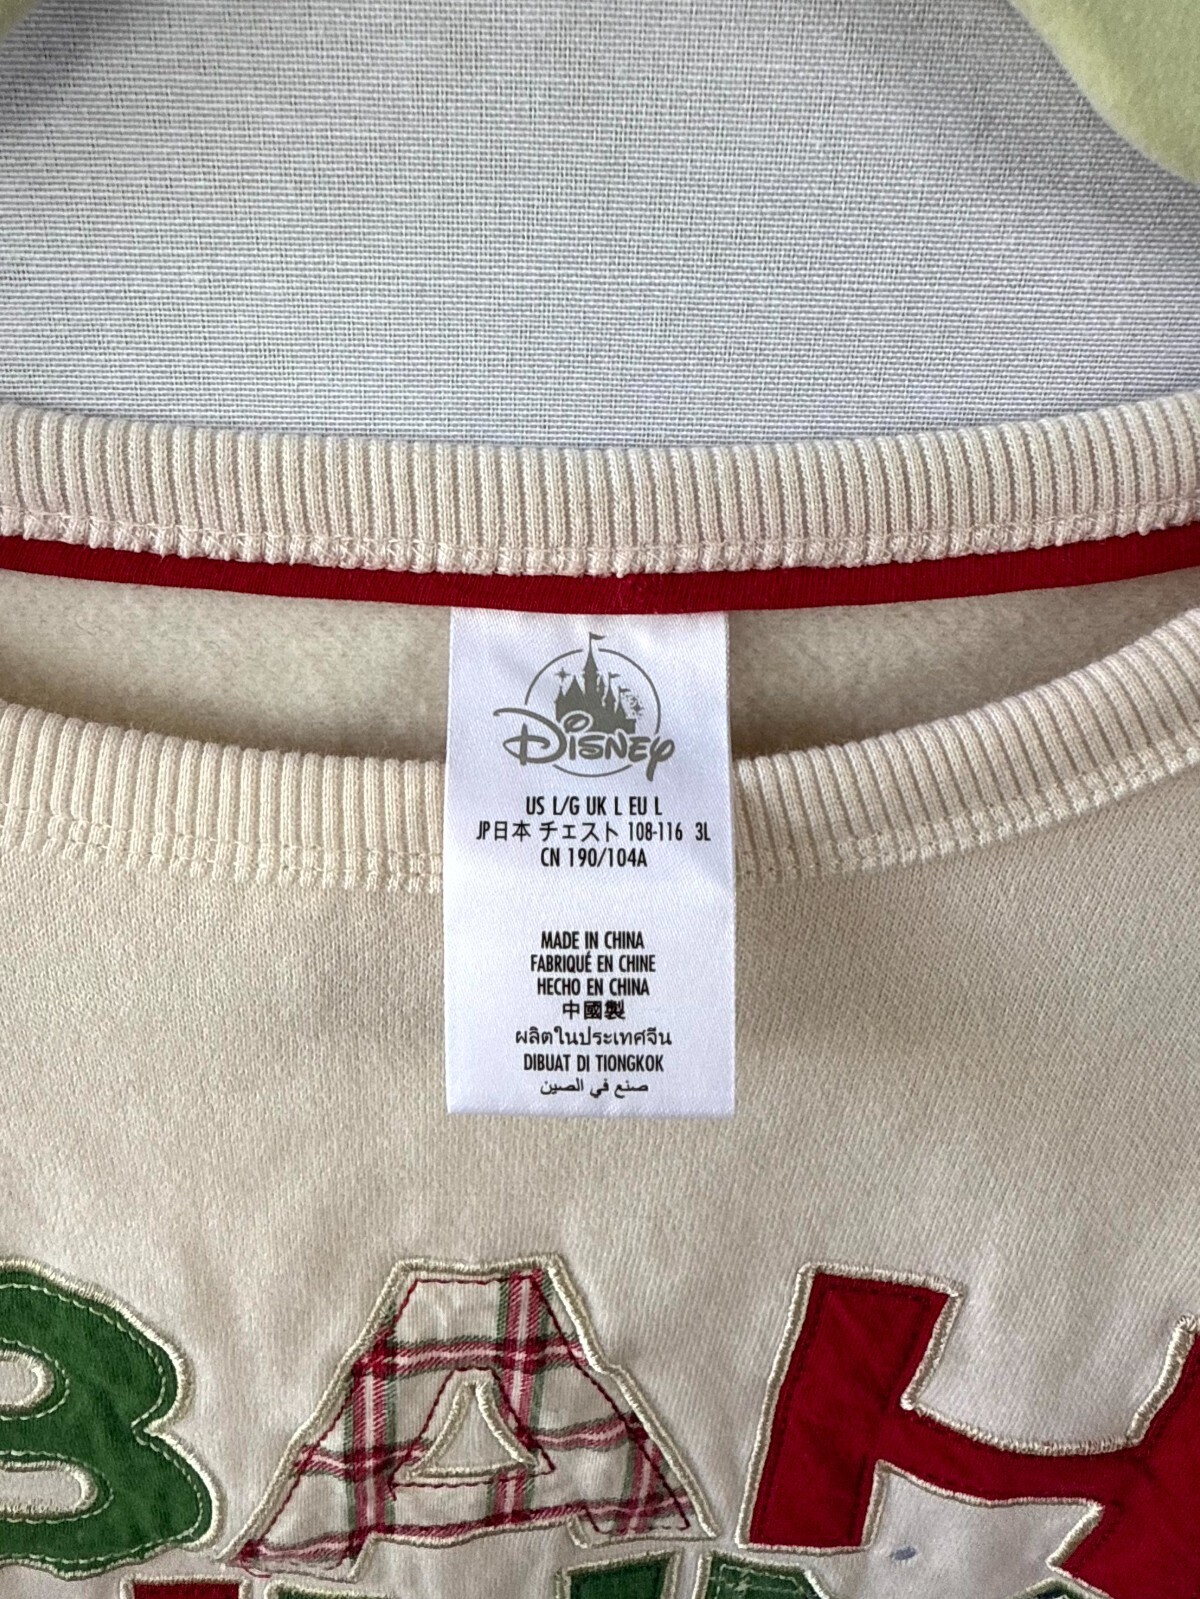 Disney
US L/G UK L EU L
JP日本 チェスト 108-116 3L
CN 190/104A
MADE IN CHINA
FABRIQUÉ EN CHINE
HECHO EN CHINA
中國製
ผลิตในประเทศจีน
DIBUAT DI TIONGKOK
صنع في الصين
BAH